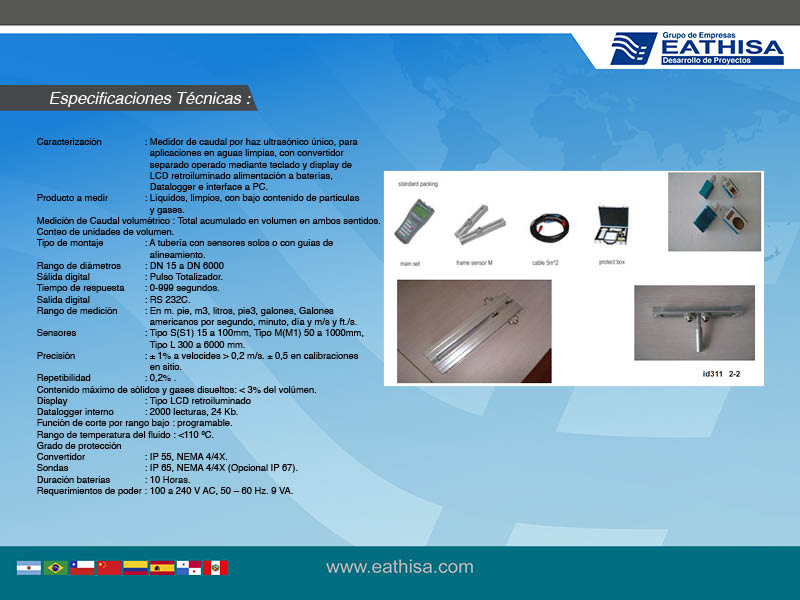 Grupo de Empresas
EATHISA
Desarrollo de Proyectos
Especificaciones Técnicas :
Caracterización : Medidor de caudal por haz ultrasónico único, para
aplicaciones en aguas limpias, con convertidor
separado operado mediante teclado y display de
LCD retroiluminado alimentación a baterías,
Datalogger e interface a PC.
Producto a medir : Líquidos, limpios, con bajo contenido de partículas
y gases.
Medición de Caudal volumétrico : Total acumulado en volumen en ambos sentidos.
Conteo de unidades de volumen.
Tipo de montaje : A tubería con sensores solos o con guias de
alineamiento.
Rango de diámetros : DN 15 a DN 6000
Sálida digital : Pulso Totalizador.
Tiempo de respuesta : 0-999 segundos.
Salida digital : RS 232C.
Rango de medición : En m. pie, m3, litros, pie3, galones, Galones
americanos por segundo, minuto, día y m/s y ft./s.
Sensores : Tipo S(S1) 15 a 100mm, Tipo M(M1) 50 a 1000mm,
Tipo L 300 a 6000 mm.
Precisión : ± 1% a velocides > 0,2 m/s. ± 0,5 en calibraciones
en sitio.
Repetibilidad : 0,2% .
Contenido máximo de sólidos y gases disueltos: < 3% del volúmen.
Display : Tipo LCD retroiluminado
Datalogger interno : 2000 lecturas, 24 Kb.
Función de corte por rango bajo : programable.
Rango de temperatura del fluido : <110 ºC.
Grado de protección
Convertidor : IP 55, NEMA 4/4X.
Sondas : IP 65, NEMA 4/4X (Opcional IP 67).
Duración baterias : 10 Horas.
Requerimientos de poder : 100 a 240 V AC, 50 – 60 Hz. 9 VA.
standard packing
main set
frame sensor M
cable 5m*2
protect box
id311 2-2
www.eathisa.com